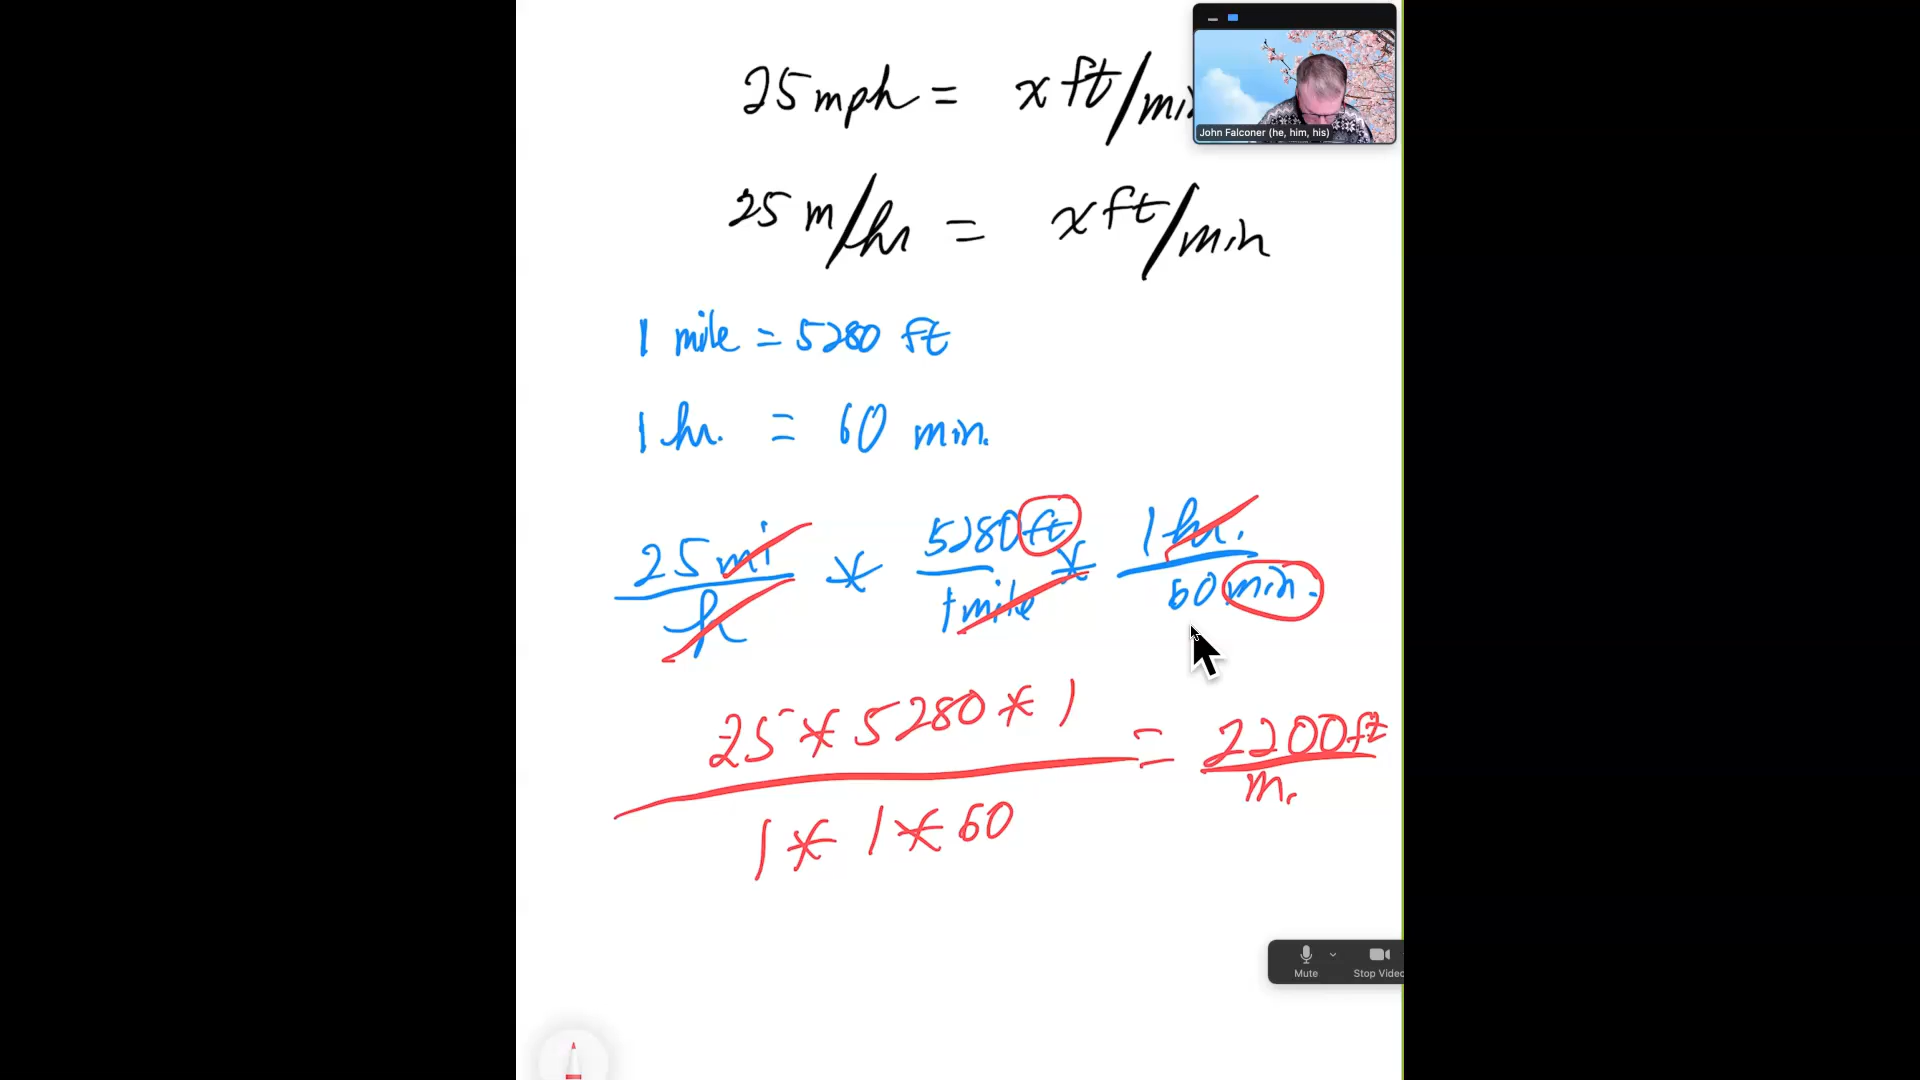 25 mph = x ft/mi
John Falconer (he, him, his)
25 m/hr = x ft/min
1 mile = 5280 ft
1 hr. = 60 min.
25 mi * 5280 ft * 1 hr.
h 1 mile 60 min.
25 * 5280 * 1 = 2200 ft
1 * 1 * 60 m.
Mute Stop Video